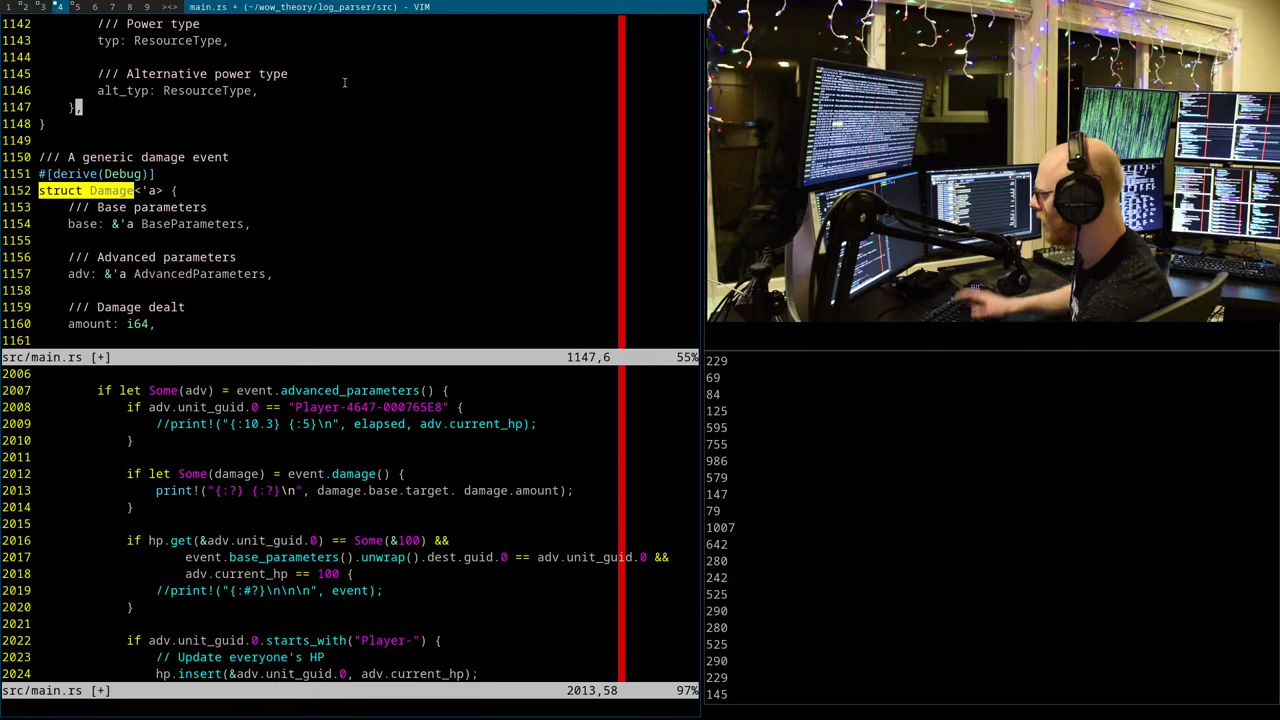 1 2 3 4 5 6 7 8 9 ><> main.rs + (~/wow_theory/log_parser/src) - VIM
1142         /// Power type
1143         typ: ResourceType,
1144
1145         /// Alternative power type
1146         alt_typ: ResourceType,
1147     },
1148 }
1149
1150 /// A generic damage event
1151 #[derive(Debug)]
1152 struct Damage<'a> {
1153     /// Base parameters
1154     base: &'a BaseParameters,
1155
1156     /// Advanced parameters
1157     adv: &'a AdvancedParameters,
1158
1159     /// Damage dealt
1160     amount: i64,
1161
src/main.rs [+] 1147,6 55%
2006
2007         if let Some(adv) = event.advanced_parameters() {
2008             if adv.unit_guid.0 == "Player-4647-000765E8" {
2009                 //print!("{:10.3} {:5}\n", elapsed, adv.current_hp);
2010             }
2011
2012             if let Some(damage) = event.damage() {
2013                 print!("{:?} {:?}\n", damage.base.target. damage.amount);
2014             }
2015
2016             if hp.get(&adv.unit_guid.0) == Some(&100) &&
2017                     event.base_parameters().unwrap().dest.guid.0 == adv.unit_guid.0 &&
2018                     adv.current_hp == 100 {
2019                 //print!("{:#?}\n\n\n", event);
2020             }
2021
2022             if adv.unit_guid.0.starts_with("Player-") {
2023                 // Update everyone's HP
2024                 hp.insert(&adv.unit_guid.0, adv.current_hp);
src/main.rs [+] 2013,58 97%
229
69
84
125
595
755
986
579
147
79
1007
642
280
242
525
290
280
525
290
229
145